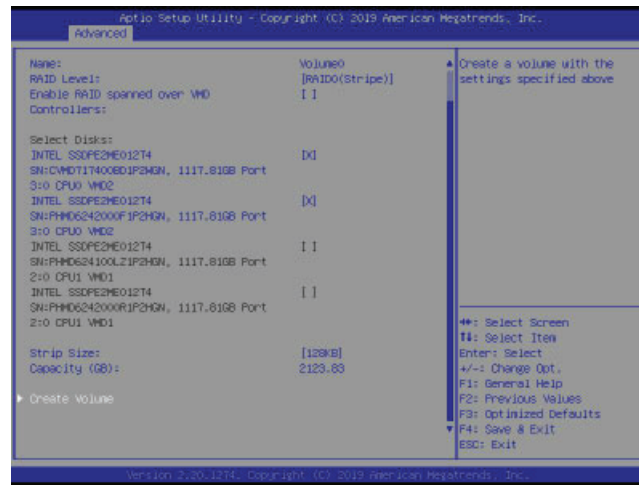 Aptio Setup Utility - Copyright (C) 2019 American Megatrends, Inc.
Advanced
Name: Volume0
RAID Level: [RAID0(Stripe)]
Enable RAID spanned over VMD [ ]
Controllers:
Select Disks:
INTEL SSDPE2ME012T4 [X]
1117.81GB Port
3:0 CPU0 VMD2
INTEL SSDPE2ME012T4 [X]
SN:PHMD6242000F1P2HGN, 1117.81GB Port
3:0 CPU0 VMD2
INTEL SSDPE2ME012T4 [ ]
SN:PHMD624100LZ1P2HGN, 1117.81GB Port
2:0 CPU1 VMD1
INTEL SSDPE2ME012T4 [ ]
SN:PHMD6242000R1P2HGN, 1117.81GB Port
2:0 CPU1 VMD1
Strip Size: [128KB]
Capacity (GB): 2123.83
Create Volume
Create a volume with the
settings specified above
→←: Select Screen
↑↓: Select Item
Enter: Select
+/-: Change Opt.
F1: General Help
F2: Previous Values
F3: Optimized Defaults
F4: Save & Exit
ESC: Exit
Version 2.20.1274. Copyright (C) 2019 American Megatrends, Inc.